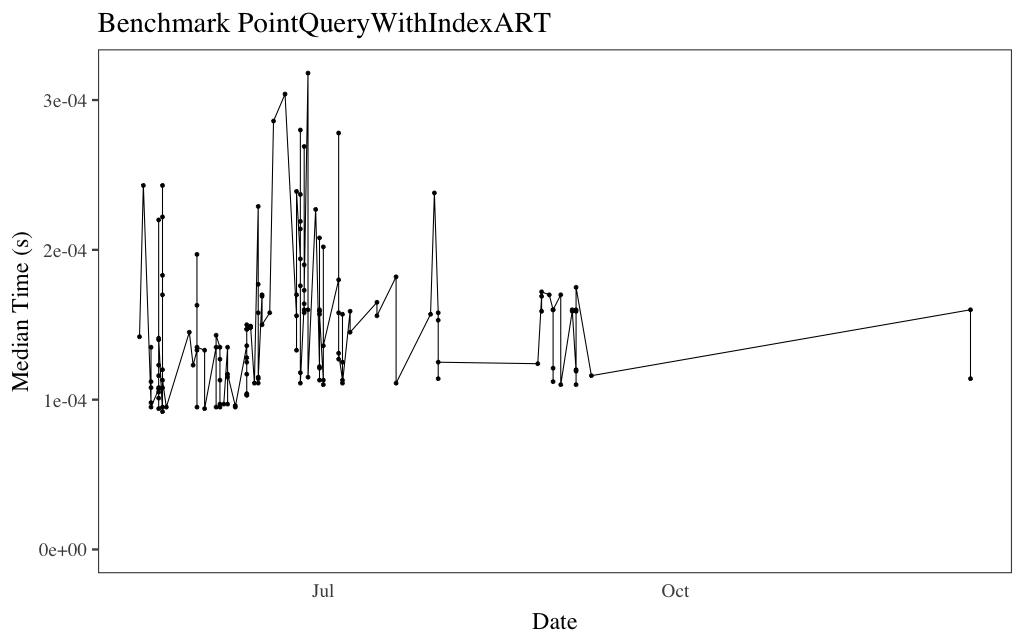 Benchmark PointQueryWithIndexART
3e-04
2e-04
1e-04
0e+00
Median Time (s)
Jul
Oct
Date